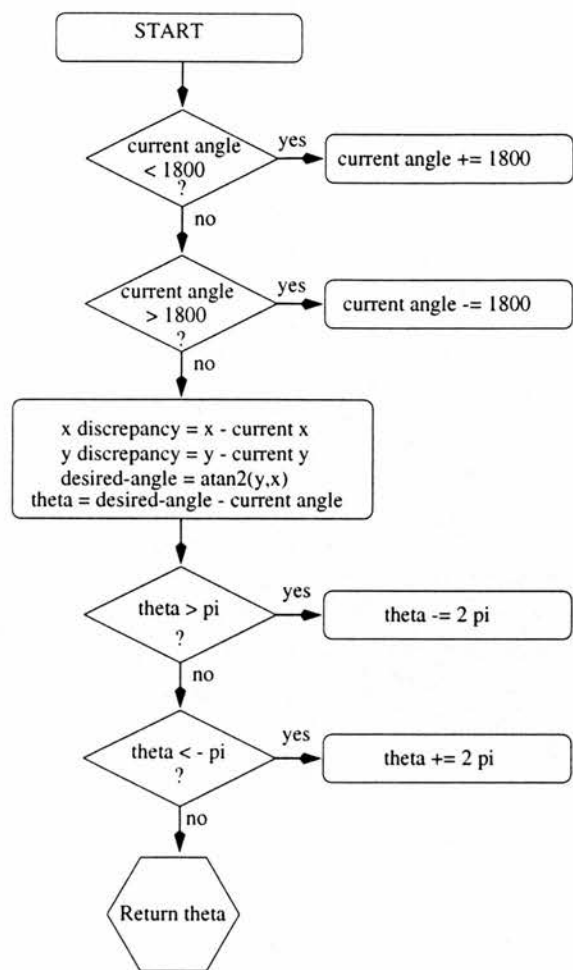 START
current angle
< 1800
?
yes
current angle += 1800
no
current angle
> 1800
?
yes
current angle -= 1800
no
x discrepancy = x - current x
y discrepancy = y - current y
desired-angle = atan2(y,x)
theta = desired-angle - current angle
theta > pi
?
yes
theta -= 2 pi
no
theta < - pi
?
yes
theta += 2 pi
no
Return theta